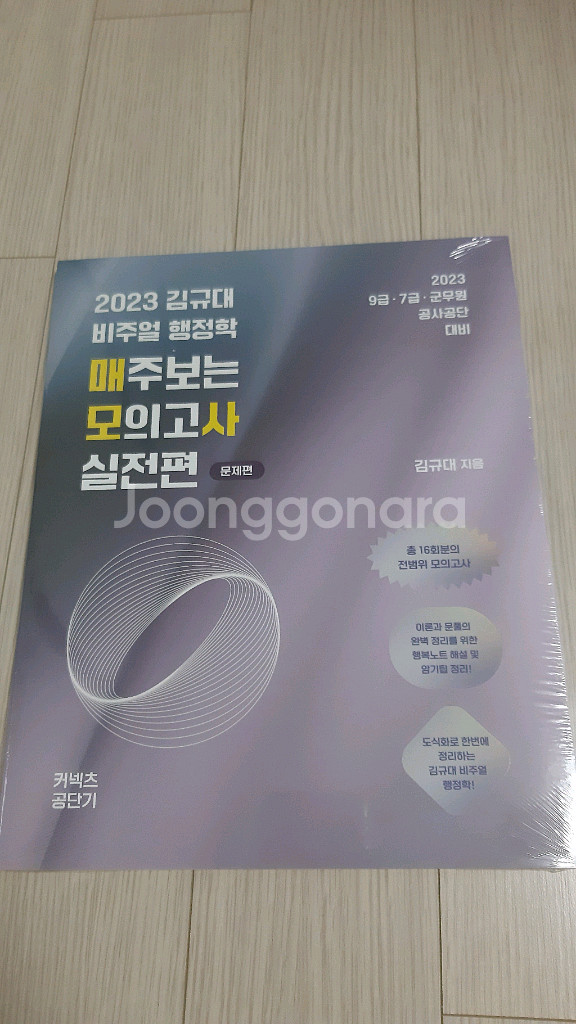 2023 김규대
비주얼 행정학
매주보는
모의고사
실전편 문제편
2023
9급·7급·군무원
공사공단
대비
김규대 지음
Joonggonara
총 16회분의
전범위 모의고사
이론과 문풀의
완벽 정리를 위한
행복노트 해설 및
암기팁 정리!
도식화로 한번에
정리하는
김규대 비주얼
행정학!
커넥츠
공단기